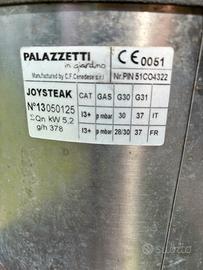 PALAZZETTI
in giardino
CE 0051
Manufactured by C.F. Cenedese s.r.l
Nr.PIN 51CO4322
JOYSTEAK CAT GAS G30 G31
N°13050125 I3+ p mbar 30 37 IT
ΣQn kW 5,2
g/h 378 I3+ p mbar 28/30 37 FR
subito